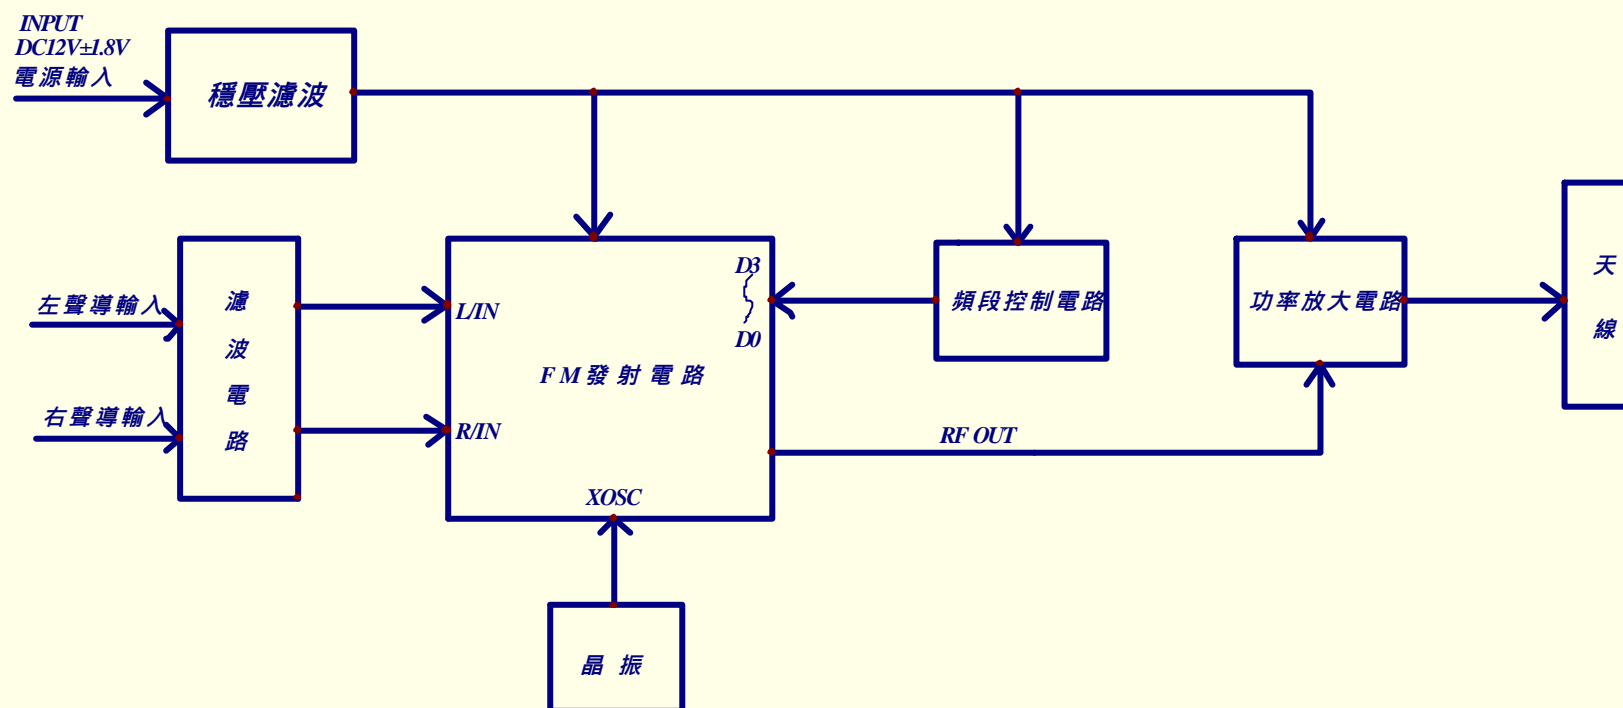 INPUT
DC12V±1.8V
電源輸入
穩壓濾波
左聲導輸入
右聲導輸入
濾
波
電
路
L/IN
R/IN
D3
D0
FM發射電路
XOSC
晶振
頻段控制電路
RF OUT
功率放大電路
天
線